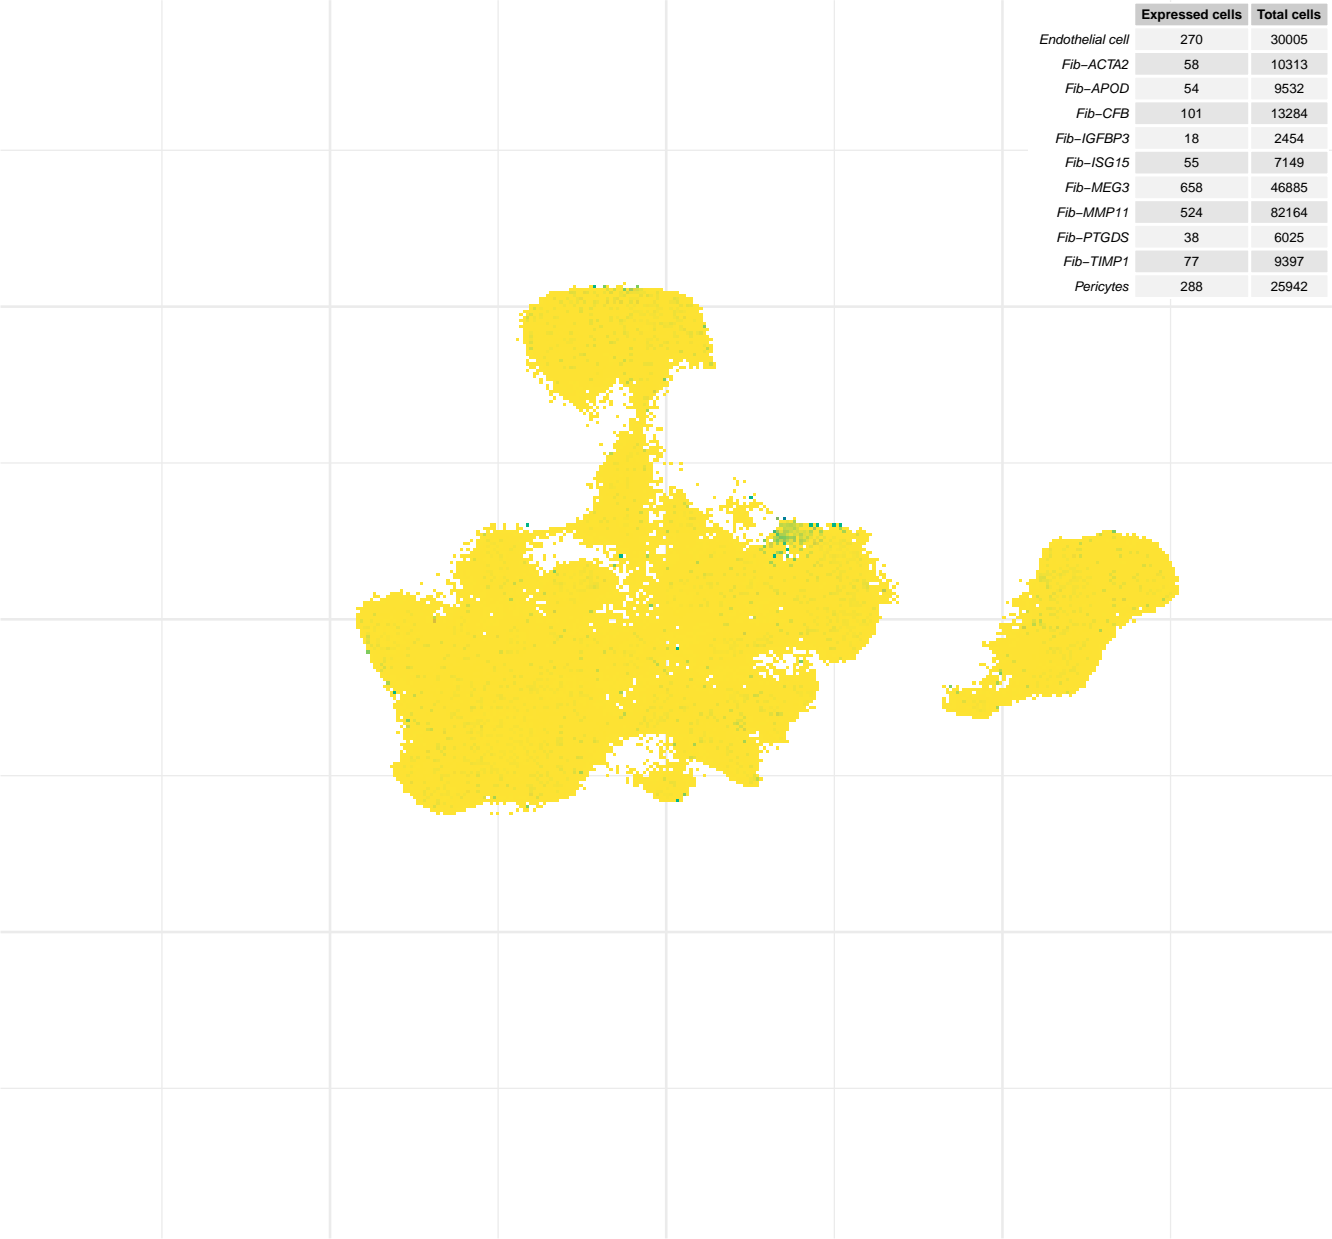 Expressed cells Total cells
Endothelial cell 270 30005
Fib−ACTA2 58 10313
Fib−APOD 54 9532
Fib−CFB 101 13284
Fib−IGFBP3 18 2454
Fib−ISG15 55 7149
Fib−MEG3 658 46885
Fib−MMP11 524 82164
Fib−PTGDS 38 6025
Fib−TIMP1 77 9397
Pericytes 288 25942